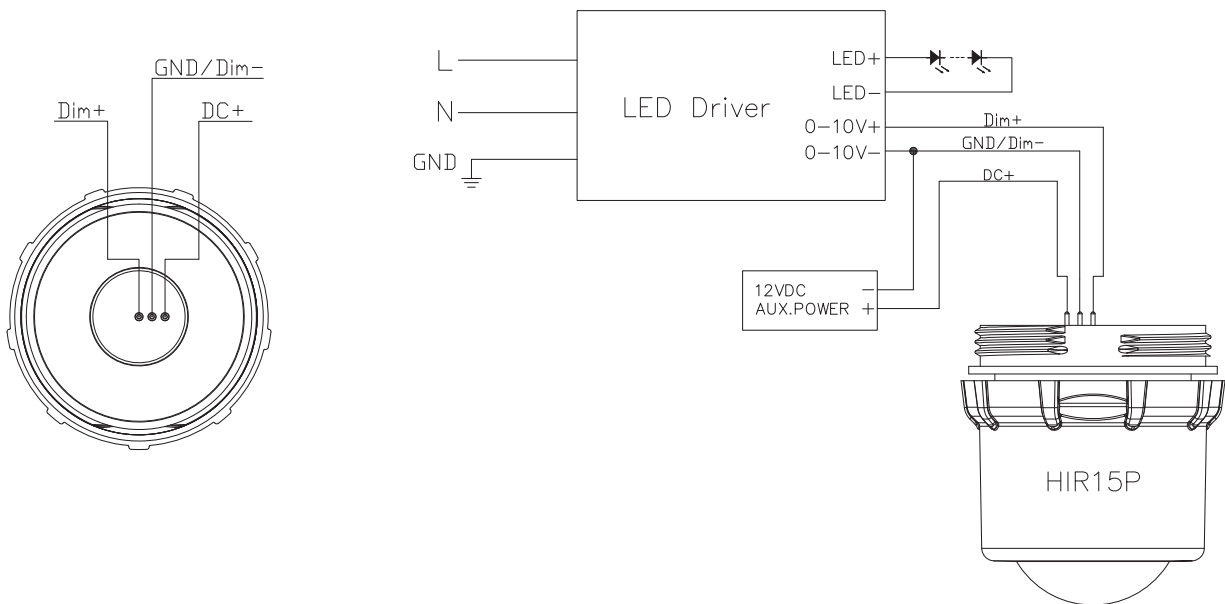 GND/Dim-
Dim+
DC+
L
N
GND
LED Driver
LED+
LED-
0-10V+
0-10V-
Dim+
GND/Dim-
DC+
12VDC -
AUX.POWER +
HIR15P